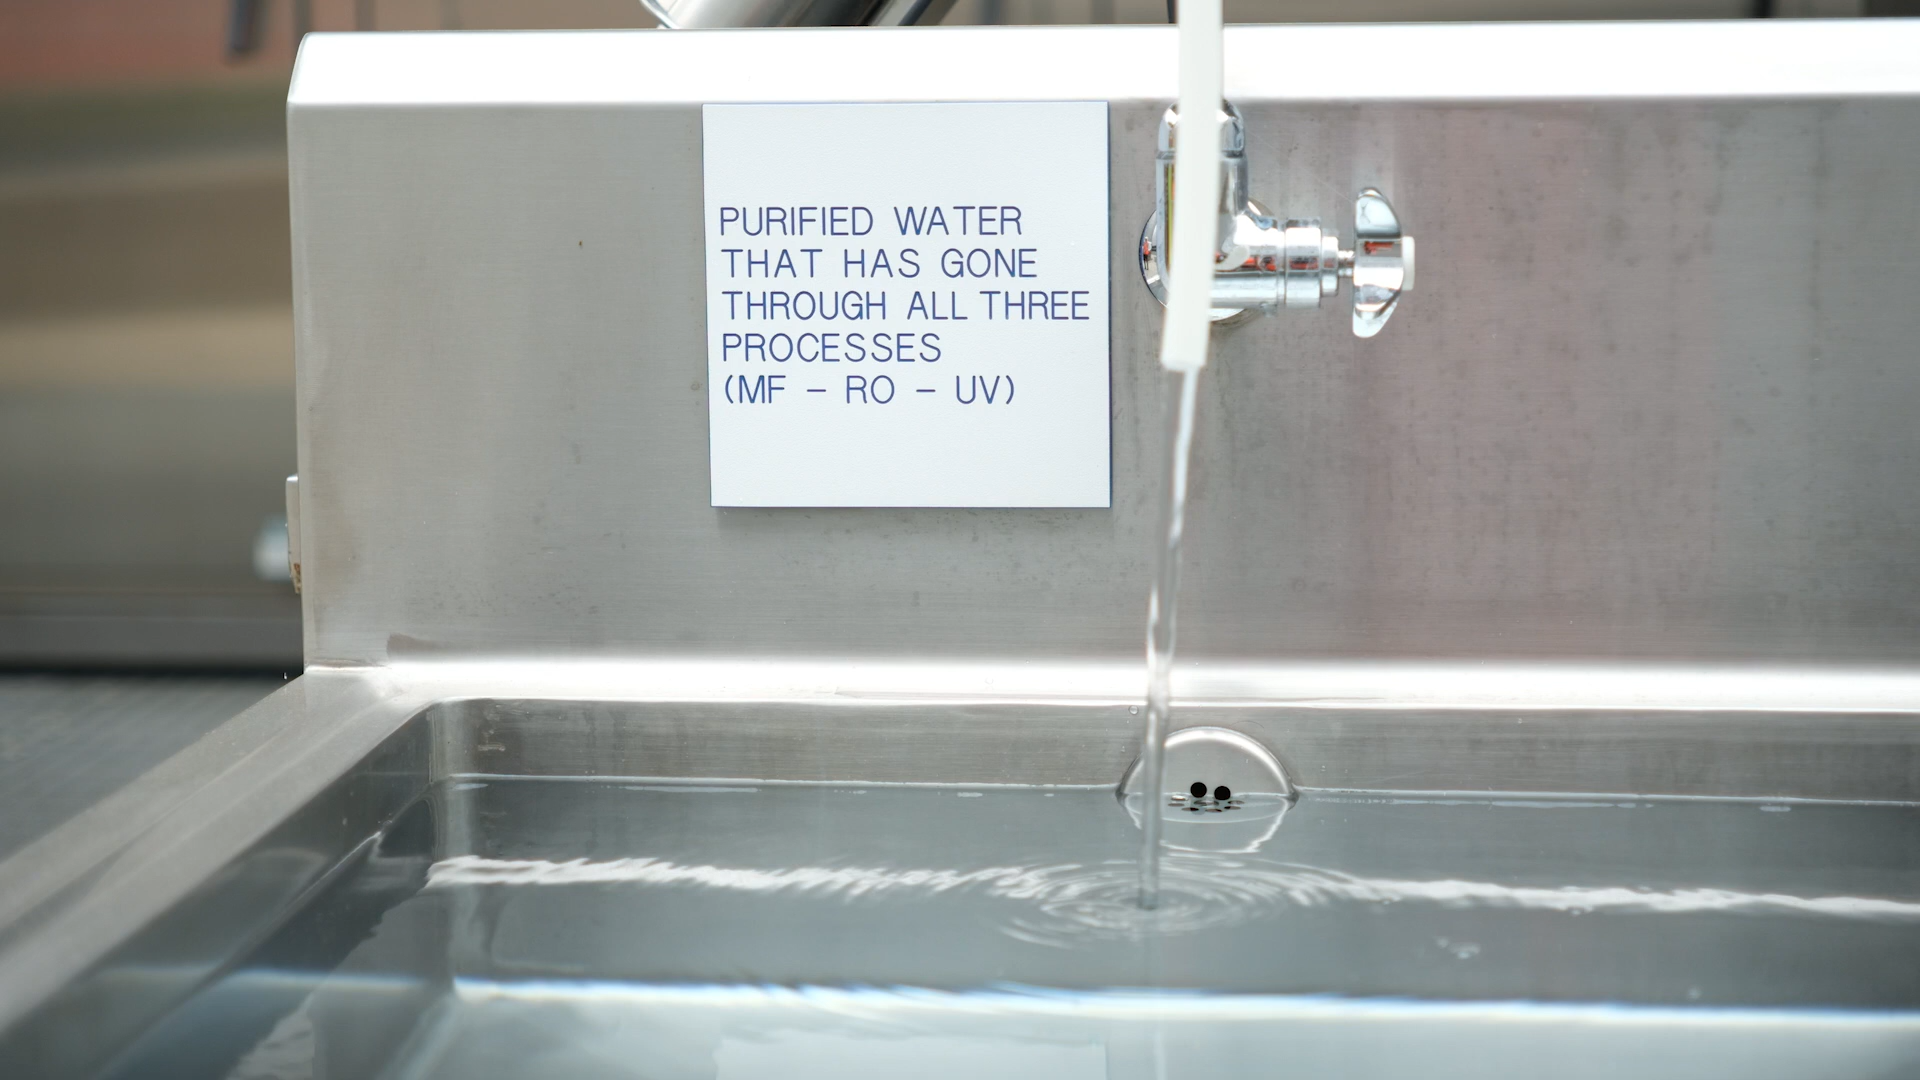 PURIFIED WATER
THAT HAS GONE
THROUGH ALL THREE
PROCESSES
(MF – RO – UV)